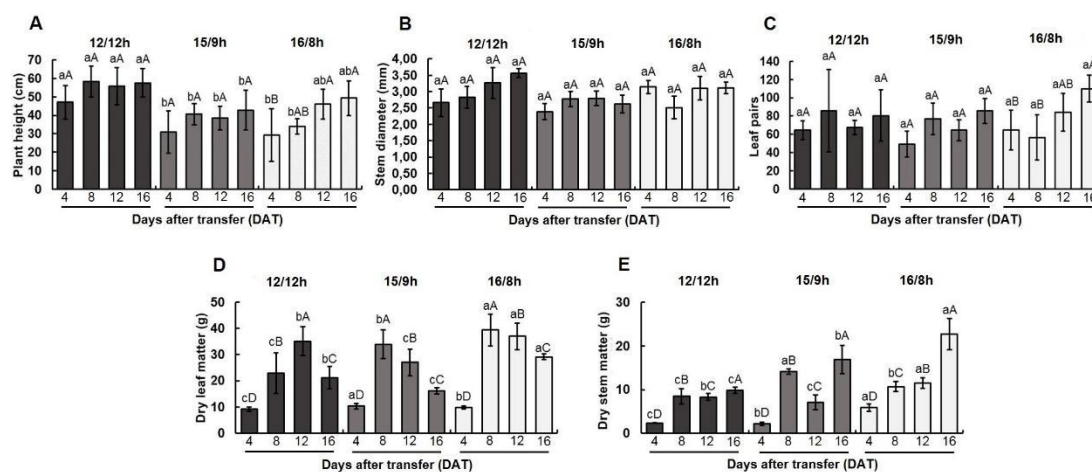 A
12/12h 15/9h 16/8h
Plant height (cm)
70
60
50
40
30
20
10
0
aA aA aA aA bA bA bA bA bB bAB abA abA
4 8 12 16 4 8 12 16 4 8 12 16
Days after transfer (DAT)
B
12/12h 15/9h 16/8h
Stem diameter (mm)
4,00
3,50
3,00
2,50
2,00
1,50
1,00
0,50
0,00
aA aA aA aA aA aA aA aA aA aA aA aA
4 8 12 16 4 8 12 16 4 8 12 16
Days after transfer (DAT)
C
12/12h 15/9h 16/8h
Leaf pairs
140
120
100
80
60
40
20
0
aA aA aA aA aA aA aA aA aB aB aAB aA
4 8 12 16 4 8 12 16 4 8 12 16
Days after transfer (DAT)
D
12/12h 15/9h 16/8h
Dry leaf matter (g)
50
40
30
20
10
0
cD cB bA bC aD bA cB cC bD aA aB aC
4 8 12 16 4 8 12 16 4 8 12 16
Days after transfer (DAT)
E
12/12h 15/9h 16/8h
Dry stem matter (g)
30
20
10
0
cD cB bC cA bD aB cC bA aD bC aB aA
4 8 12 16 4 8 12 16 4 8 12 16
Days after transfer (DAT)